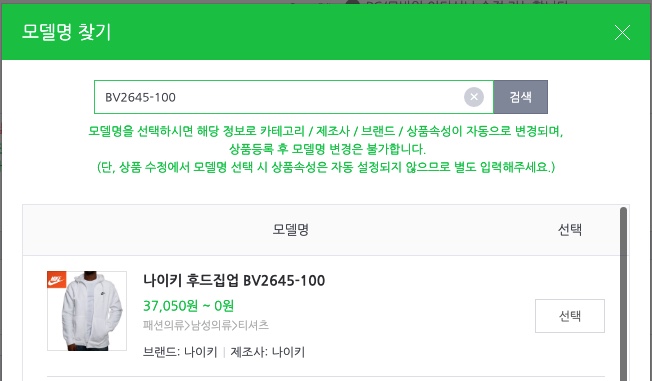 모델명 찾기
BV2645-100
검색
모델명을 선택하시면 해당 정보로 카테고리 / 제조사 / 브랜드 / 상품속성이 자동으로 변경되며,
상품등록 후 모델명 변경은 불가합니다.
(단, 상품 수정에서 모델명 선택 시 상품속성은 자동 설정되지 않으므로 별도 입력해주세요.)
모델명 선택
나이키 후드집업 BV2645-100
37,050원 ~ 0원
패션의류>남성의류>티셔츠
선택
브랜드: 나이키 | 제조사: 나이키